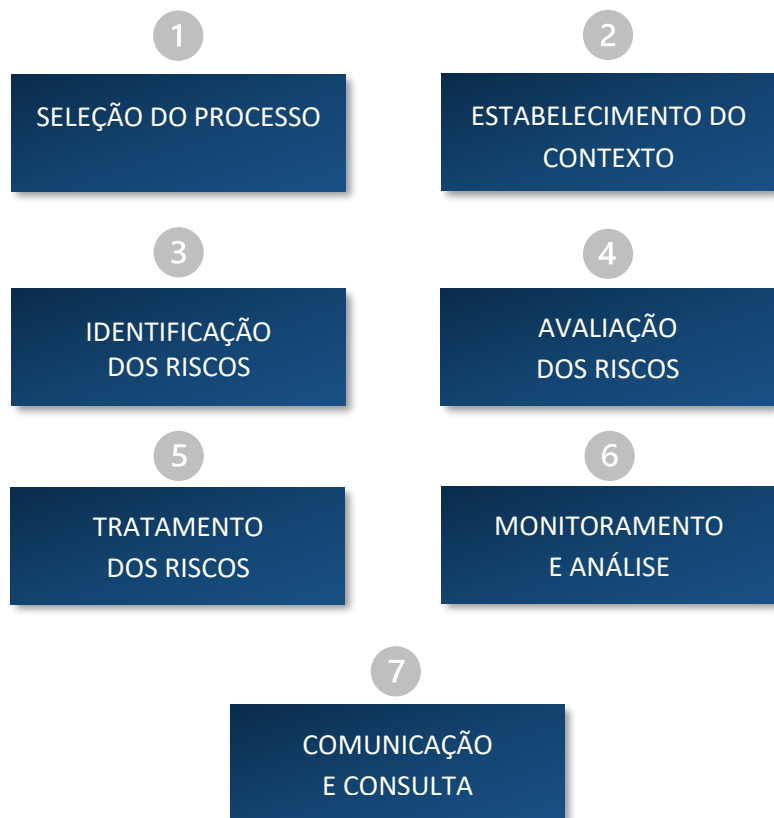 1
SELEÇÃO DO PROCESSO
2
ESTABELECIMENTO DO
CONTEXTO
3
IDENTIFICAÇÃO
DOS RISCOS
4
AVALIAÇÃO
DOS RISCOS
5
TRATAMENTO
DOS RISCOS
6
MONITORAMENTO
E ANÁLISE
7
COMUNICAÇÃO
E CONSULTA